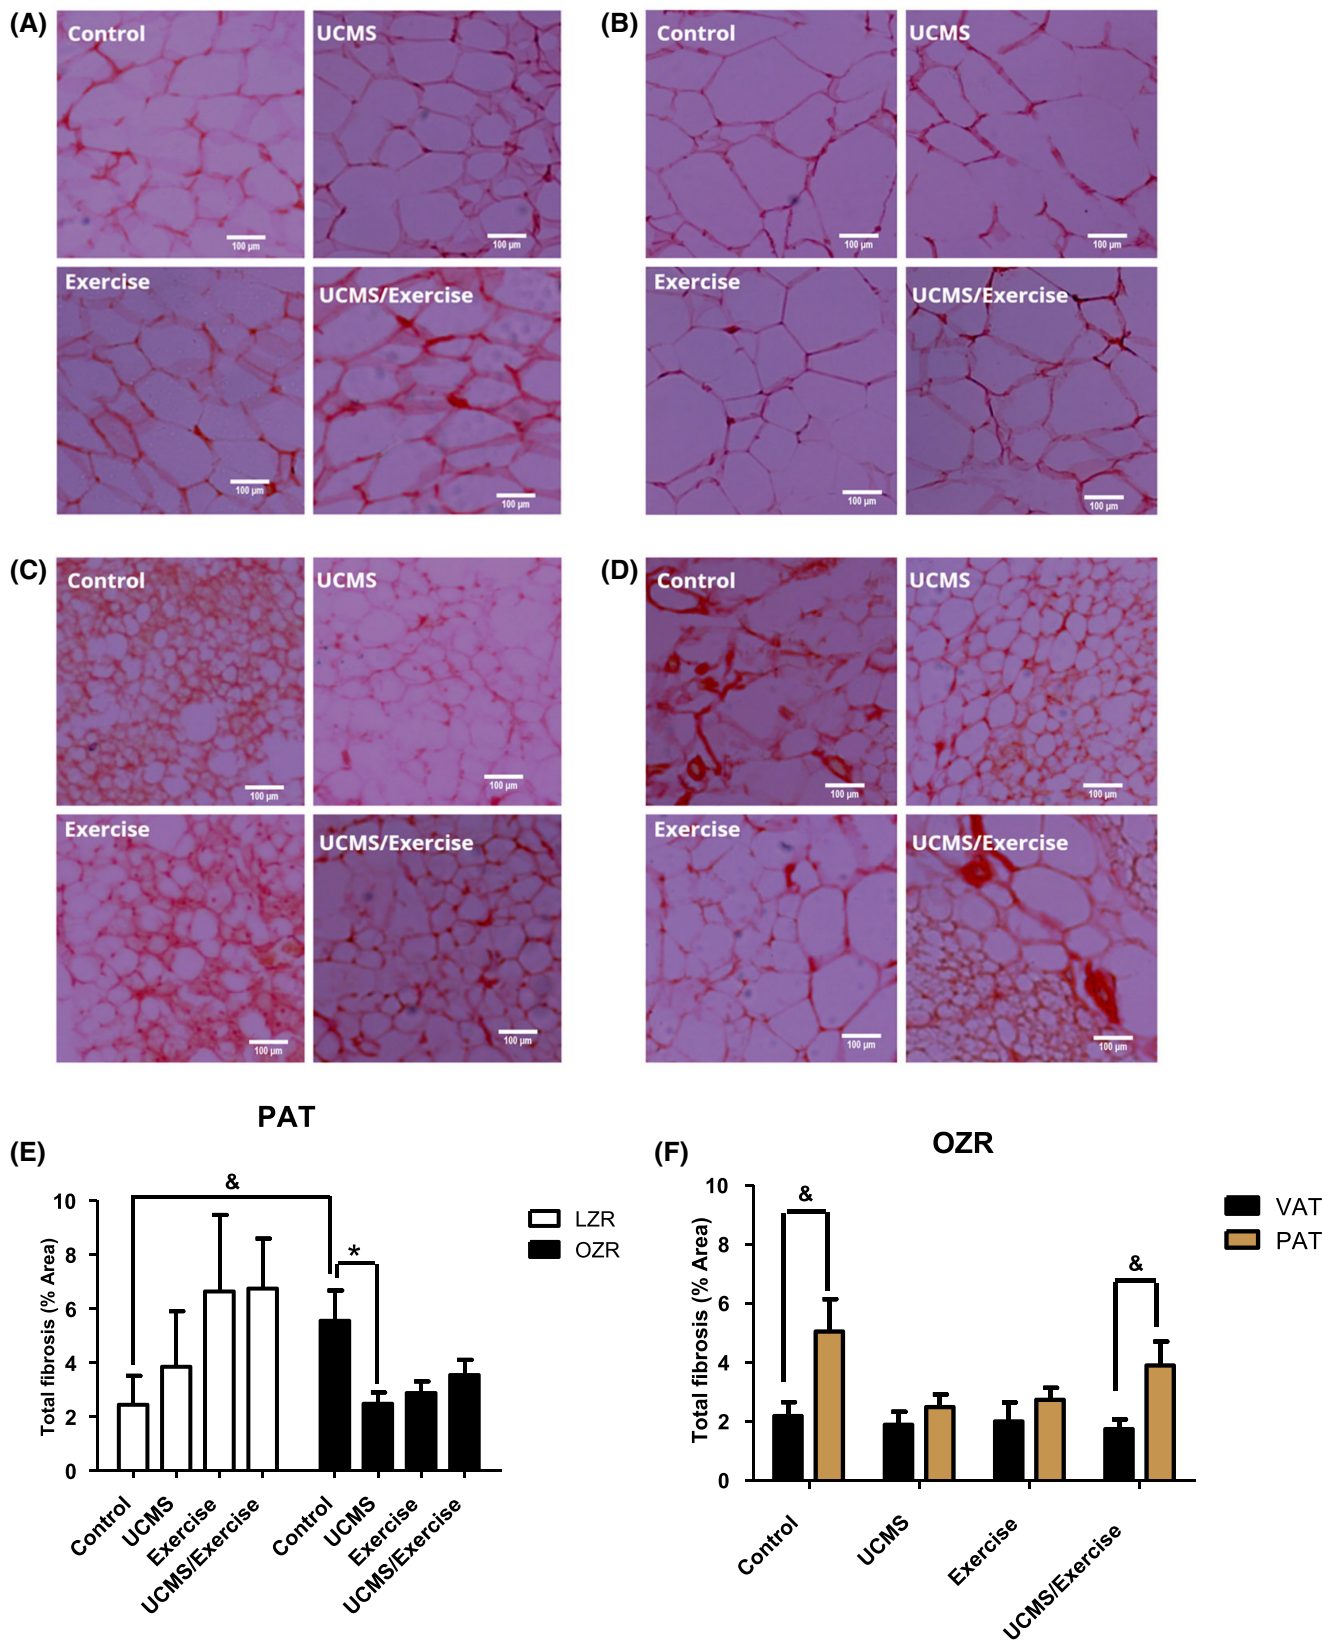 (A)
Control
UCMS
100 µm
100 µm
Exercise
UCMS/Exercise
100 µm
100 µm
(B)
Control
UCMS
100 µm
100 µm
Exercise
UCMS/Exercise
100 µm
100 µm
(C)
Control
UCMS
100 µm
100 µm
Exercise
UCMS/Exercise
100 µm
100 µm
(D)
Control
UCMS
100 µm
100 µm
Exercise
UCMS/Exercise
100 µm
100 µm
(E)
PAT
Total fibrosis (% Area)
10
8
6
4
2
0
&
*
LZR
OZR
Control
UCMS
Exercise
UCMS/Exercise
Control
UCMS
Exercise
UCMS/Exercise
(F)
OZR
Total fibrosis (% Area)
10
8
6
4
2
0
&
&
VAT
PAT
Control
UCMS
Exercise
UCMS/Exercise